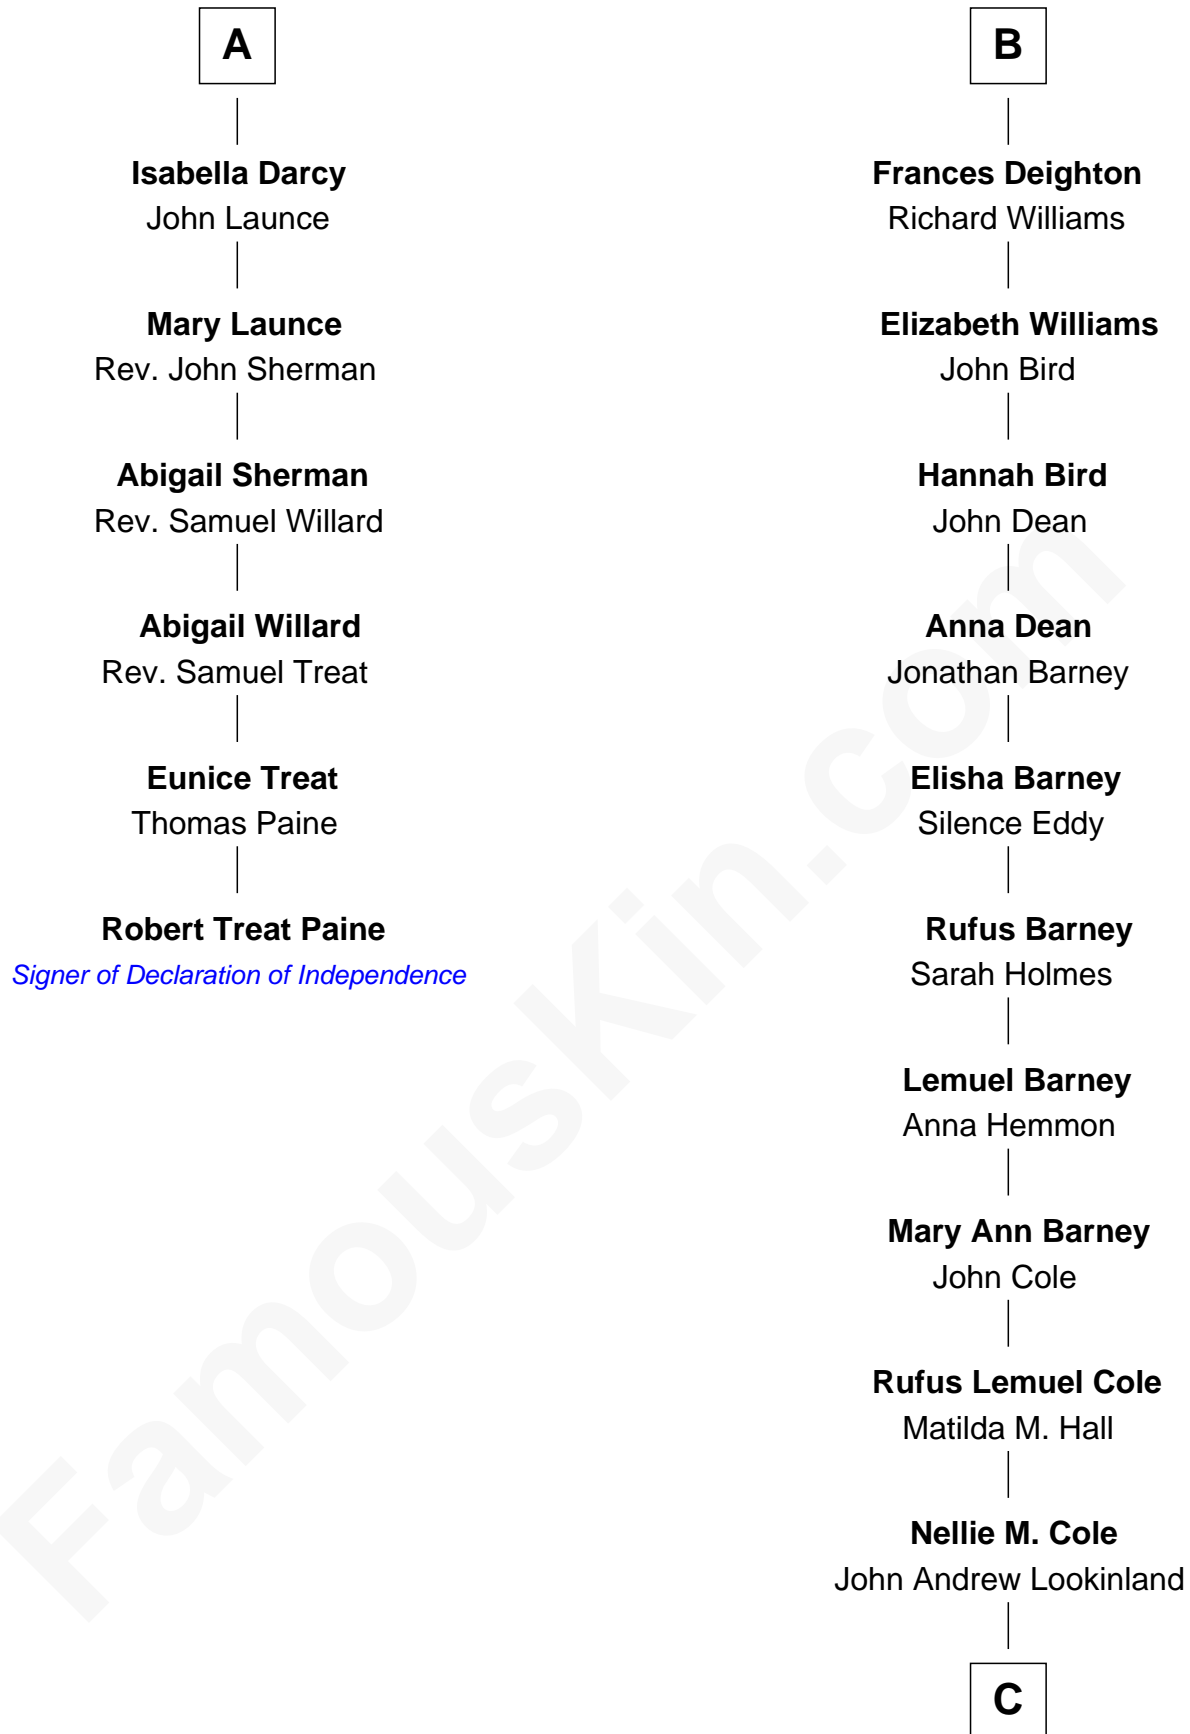 A
Isabella Darcy
John Launce
Mary Launce
Rev. John Sherman
Abigail Sherman
Rev. Samuel Willard
Abigail Willard
Rev. Samuel Treat
Eunice Treat
Thomas Paine
Robert Treat Paine
Signer of Declaration of Independence
B
Frances Deighton
Richard Williams
Elizabeth Williams
John Bird
Hannah Bird
John Dean
Anna Dean
Jonathan Barney
Elisha Barney
Silence Eddy
Rufus Barney
Sarah Holmes
Lemuel Barney
Anna Hemmon
Mary Ann Barney
John Cole
Rufus Lemuel Cole
Matilda M. Hall
Nellie M. Cole
John Andrew Lookinland
C
FamousKin.com